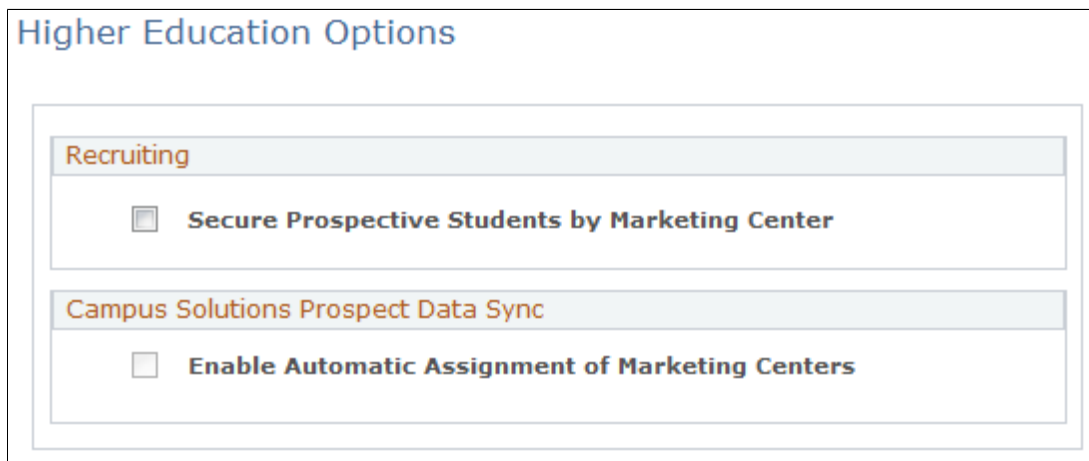 Higher Education Options
Recruiting
Secure Prospective Students by Marketing Center
Campus Solutions Prospect Data Sync
Enable Automatic Assignment of Marketing Centers